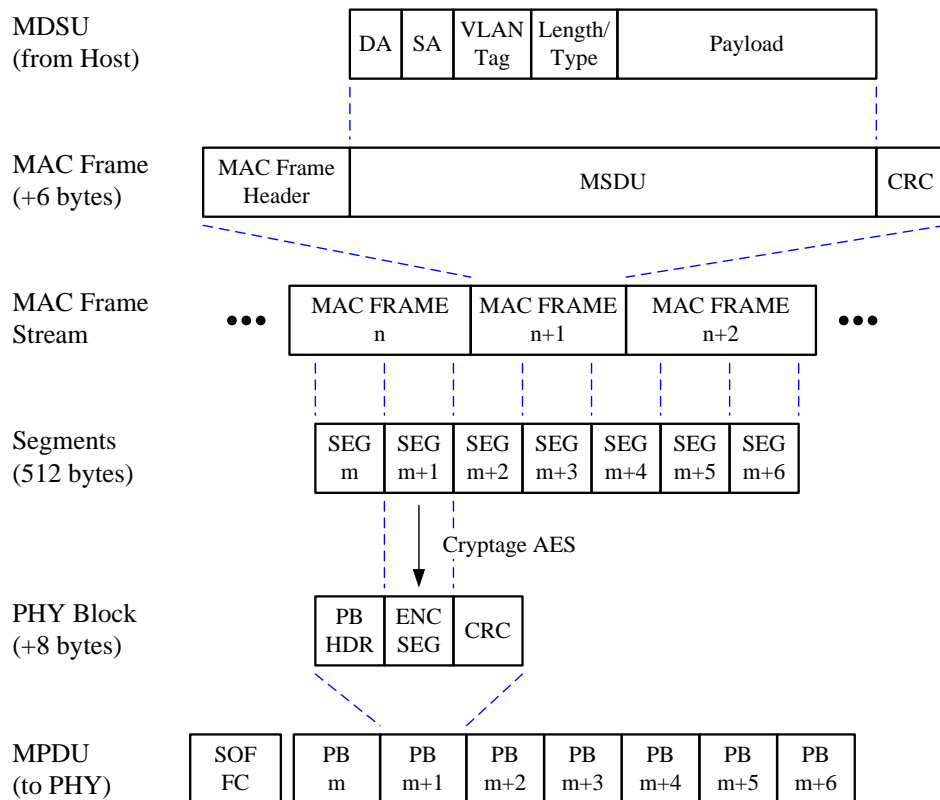 MDSU
(from Host)
DA SA VLAN Tag Length/ Type Payload
MAC Frame
(+6 bytes)
MAC Frame Header MSDU CRC
MAC Frame
Stream
••• MAC FRAME n MAC FRAME n+1 MAC FRAME n+2 •••
Segments
(512 bytes)
SEG m SEG m+1 SEG m+2 SEG m+3 SEG m+4 SEG m+5 SEG m+6
Cryptage AES
PHY Block
(+8 bytes)
PB HDR ENC SEG CRC
MPDU
(to PHY)
SOF FC PB m PB m+1 PB m+2 PB m+3 PB m+4 PB m+5 PB m+6